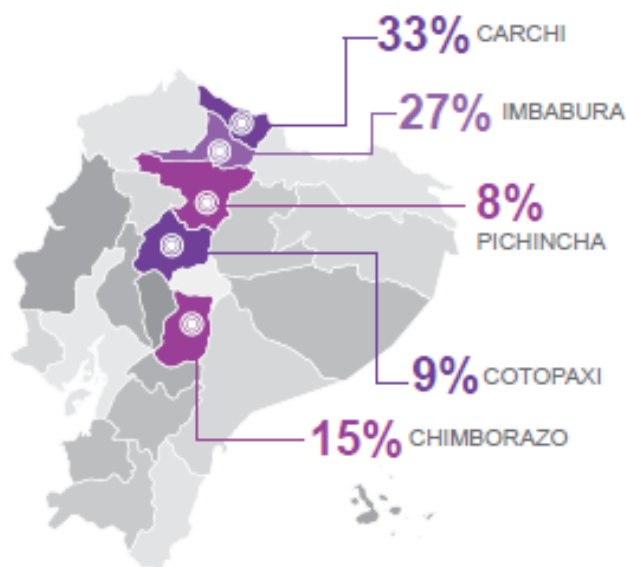 33% CARCHI
27% IMBABURA
8%
PICHINCHA
9% COTOPAXI
15% CHIMBORAZO